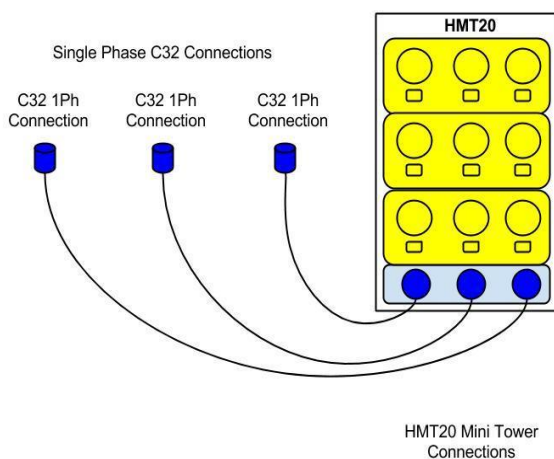 HMT20
Single Phase C32 Connections
C32 1Ph
Connection
C32 1Ph
Connection
C32 1Ph
Connection
HMT20 Mini Tower
Connections